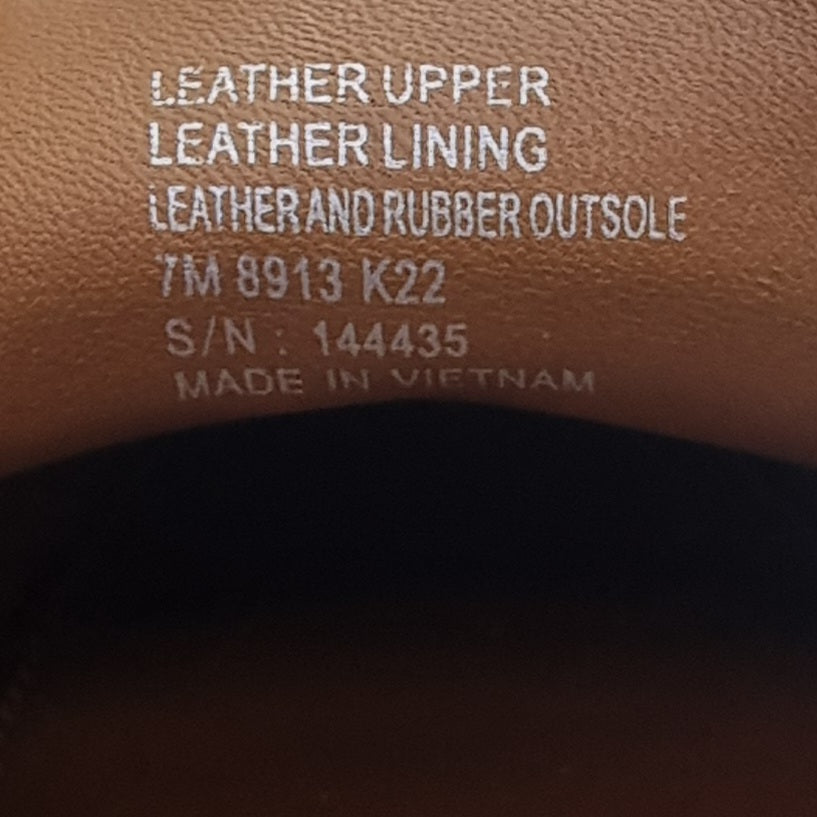 LEATHER UPPER
LEATHER LINING
LEATHER AND RUBBER OUTSOLE
7M 8913 K22
S/N : 144435
MADE IN VIETNAM